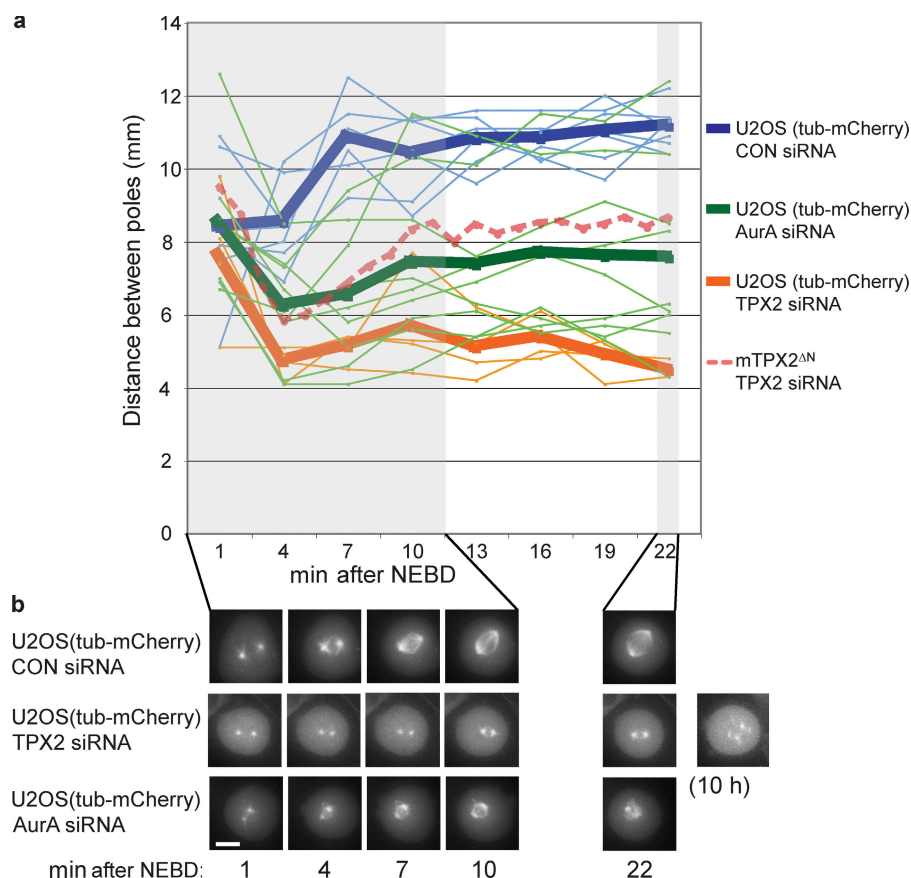 a
Distance between poles (mm)
14
12
10
8
6
4
2
0
1 4 7 10 13 16 19 22
min after NEBD
U2OS (tub-mCherry)
CON siRNA
U2OS (tub-mCherry)
AurA siRNA
U2OS (tub-mCherry)
TPX2 siRNA
mTPX2ΔN
TPX2 siRNA
b
U2OS(tub-mCherry)
CON siRNA
U2OS(tub-mCherry)
TPX2 siRNA
(10 h)
U2OS(tub-mCherry)
AurA siRNA
min after NEBD: 1 4 7 10 22